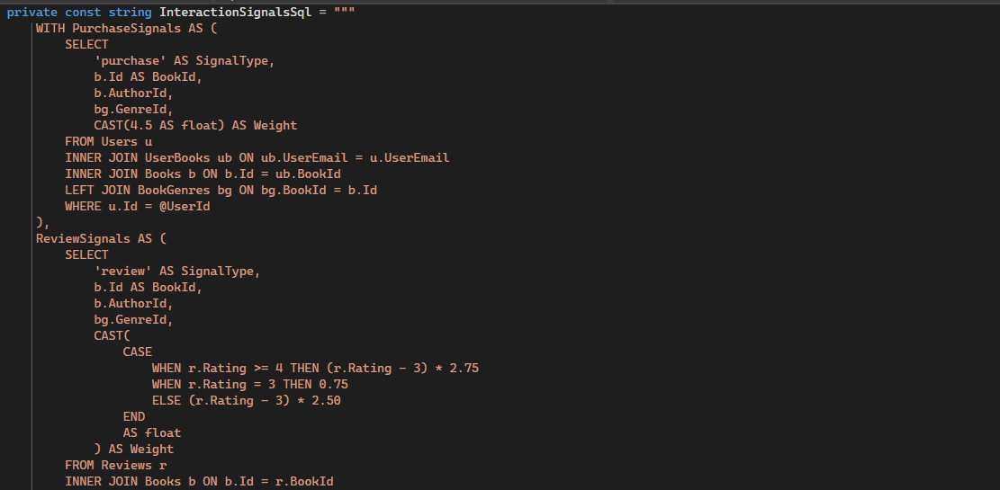 private const string InteractionSignalsSql = """
WITH PurchaseSignals AS (
SELECT
'purchase' AS SignalType,
b.Id AS BookId,
b.AuthorId,
bg.GenreId,
CAST(4.5 AS float) AS Weight
FROM Users u
INNER JOIN UserBooks ub ON ub.UserEmail = u.UserEmail
INNER JOIN Books b ON b.Id = ub.BookId
LEFT JOIN BookGenres bg ON bg.BookId = b.Id
WHERE u.Id = @UserId
),
ReviewSignals AS (
SELECT
'review' AS SignalType,
b.Id AS BookId,
b.AuthorId,
bg.GenreId,
CAST(
CASE
WHEN r.Rating >= 4 THEN (r.Rating - 3) * 2.75
WHEN r.Rating = 3 THEN 0.75
ELSE (r.Rating - 3) * 2.50
END
AS float
) AS Weight
FROM Reviews r
INNER JOIN Books b ON b.Id = r.BookId